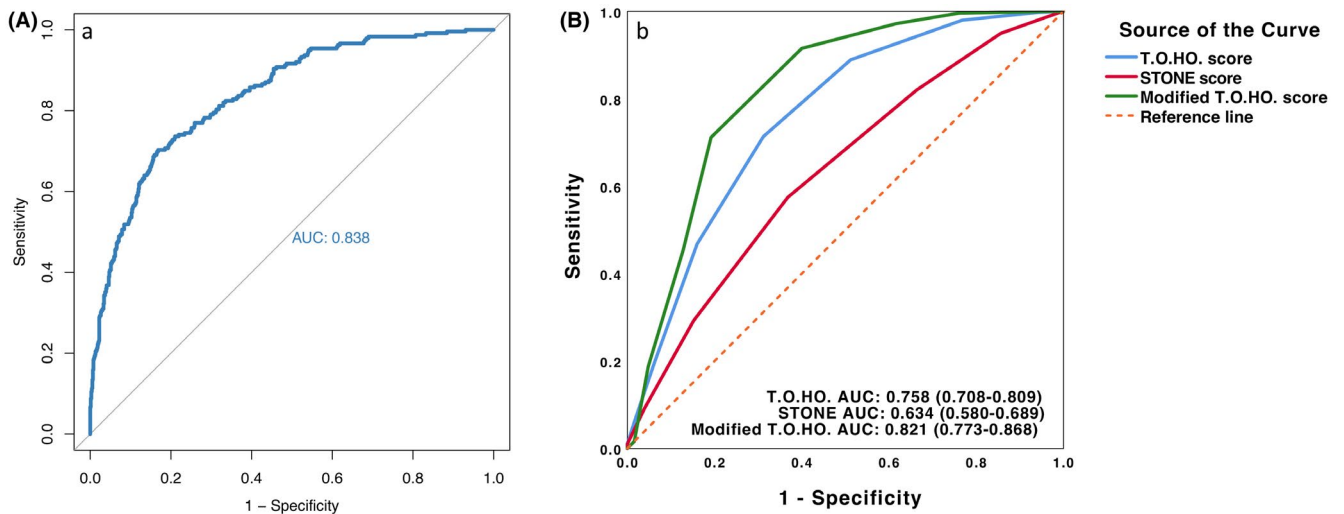 (A)
a
1.0
0.8
0.6
0.4
0.2
0.0
Sensitivity
AUC: 0.838
0.0 0.2 0.4 0.6 0.8 1.0
1 – Specificity
(B)
b
1.0
0.8
0.6
0.4
0.2
0.0
Sensitivity
T.O.HO. AUC: 0.758 (0.708-0.809)
STONE AUC: 0.634 (0.580-0.689)
Modified T.O.HO. AUC: 0.821 (0.773-0.868)
0.0 0.2 0.4 0.6 0.8 1.0
1 - Specificity
Source of the Curve
T.O.HO. score
STONE score
Modified T.O.HO. score
Reference line